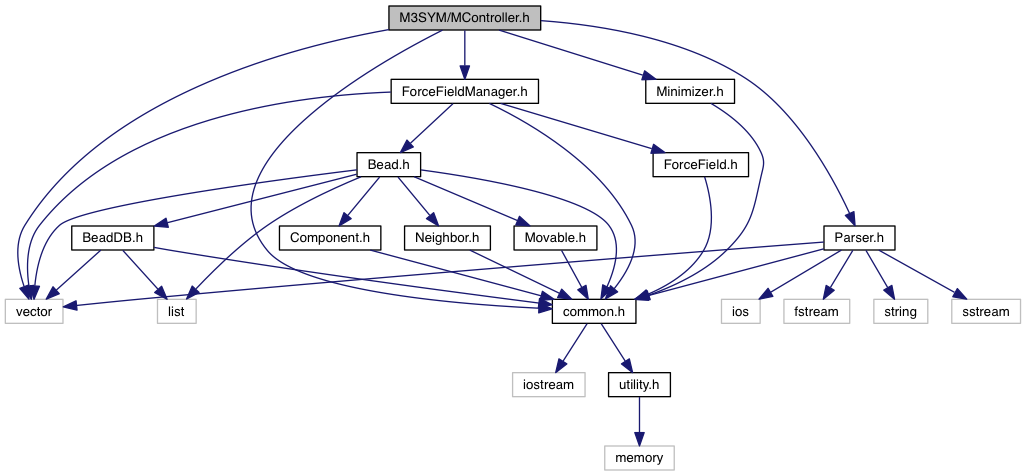 M3SYM/MController.h
ForceFieldManager.h
Minimizer.h
Bead.h
ForceField.h
BeadDB.h
Component.h
Neighbor.h
Movable.h
Parser.h
vector
list
common.h
ios
fstream
string
sstream
iostream
utility.h
memory